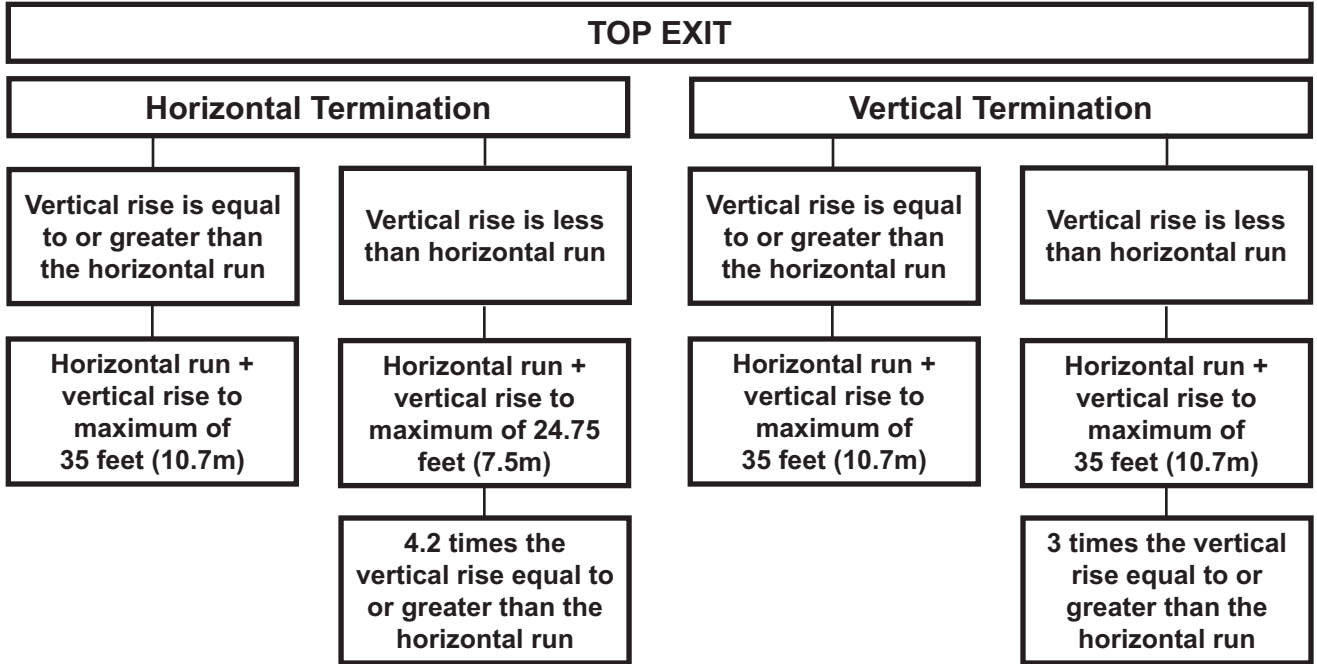 TOP EXIT
Horizontal Termination
Vertical rise is equal
to or greater than
the horizontal run
Horizontal run +
vertical rise to
maximum of
35 feet (10.7m)
Vertical rise is less
than horizontal run
Horizontal run +
vertical rise to
maximum of 24.75
feet (7.5m)
4.2 times the
vertical rise equal to
or greater than the
horizontal run
Vertical Termination
Vertical rise is equal
to or greater than
the horizontal run
Horizontal run +
vertical rise to
maximum of
35 feet (10.7m)
Vertical rise is less
than horizontal run
Horizontal run +
vertical rise to
maximum of
35 feet (10.7m)
3 times the vertical
rise equal to or
greater than the
horizontal run